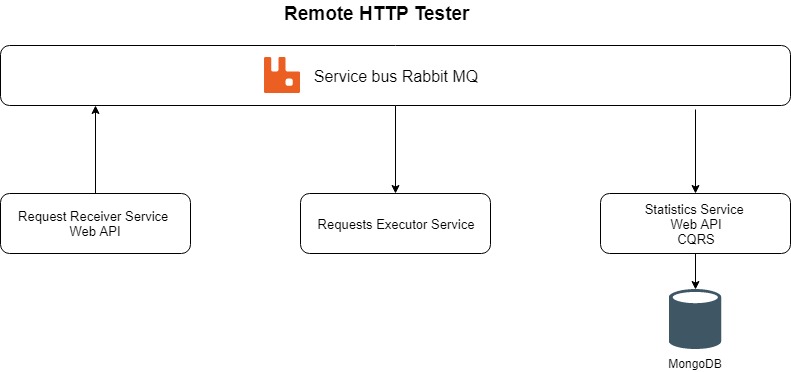 Remote HTTP Tester
Service bus Rabbit MQ
Request Receiver Service
Web API
Requests Executor Service
Statistics Service
Web API
CQRS
MongoDB